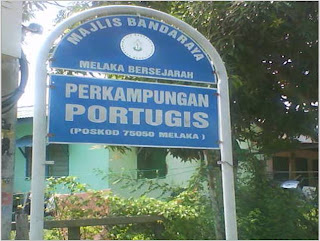 MAJLIS BANDARAYA
MELAKA BERSEJARAH
PERKAMPUNGAN
PORTUGIS
(POSKOD 75050 MELAKA)